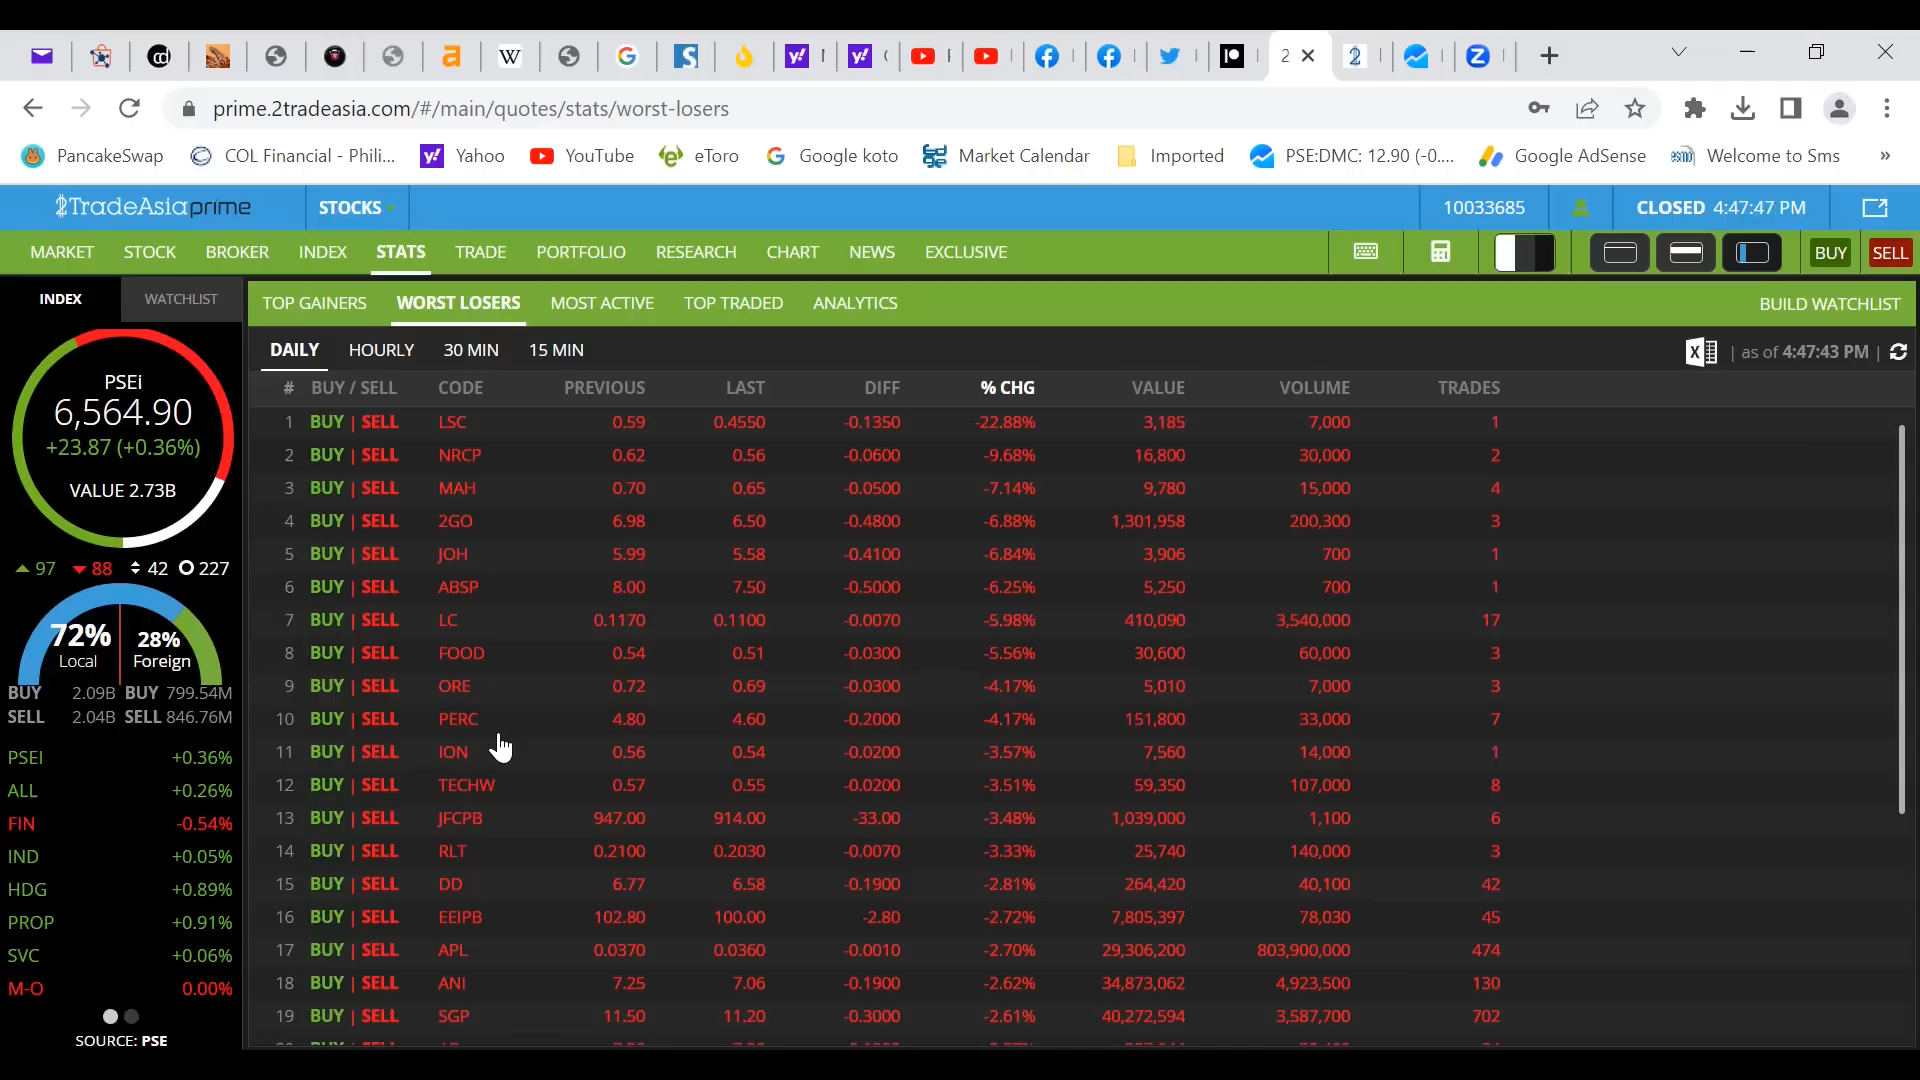 2
prime.2tradeasia.com/#/main/quotes/stats/worst-losers
PancakeSwap COL Financial - Phili... Yahoo YouTube eToro Google koto Market Calendar Imported PSE:DMC: 12.90 (-0.... Google AdSense Welcome to Sms »
2TradeAsiaprime STOCKS 10033685 CLOSED 4:47:47 PM
MARKET STOCK BROKER INDEX STATS TRADE PORTFOLIO RESEARCH CHART NEWS EXCLUSIVE BUY SELL
INDEX WATCHLIST
TOP GAINERS WORST LOSERS MOST ACTIVE TOP TRADED ANALYTICS BUILD WATCHLIST
DAILY HOURLY 30 MIN 15 MIN | as of 4:47:43 PM |
# BUY / SELL CODE PREVIOUS LAST DIFF % CHG VALUE VOLUME TRADES
1 BUY | SELL LSC 0.59 0.4550 -0.1350 -22.88% 3,185 7,000 1
2 BUY | SELL NRCP 0.62 0.56 -0.0600 -9.68% 16,800 30,000 2
3 BUY | SELL MAH 0.70 0.65 -0.0500 -7.14% 9,780 15,000 4
4 BUY | SELL 2GO 6.98 6.50 -0.4800 -6.88% 1,301,958 200,300 3
5 BUY | SELL JOH 5.99 5.58 -0.4100 -6.84% 3,906 700 1
6 BUY | SELL ABSP 8.00 7.50 -0.5000 -6.25% 5,250 700 1
7 BUY | SELL LC 0.1170 0.1100 -0.0070 -5.98% 410,090 3,540,000 17
8 BUY | SELL FOOD 0.54 0.51 -0.0300 -5.56% 30,600 60,000 3
9 BUY | SELL ORE 0.72 0.69 -0.0300 -4.17% 5,010 7,000 3
10 BUY | SELL PERC 4.80 4.60 -0.2000 -4.17% 151,800 33,000 7
11 BUY | SELL ION 0.56 0.54 -0.0200 -3.57% 7,560 14,000 1
12 BUY | SELL TECHW 0.57 0.55 -0.0200 -3.51% 59,350 107,000 8
13 BUY | SELL JFCPB 947.00 914.00 -33.00 -3.48% 1,039,000 1,100 6
14 BUY | SELL RLT 0.2100 0.2030 -0.0070 -3.33% 25,740 140,000 3
15 BUY | SELL DD 6.77 6.58 -0.1900 -2.81% 264,420 40,100 42
16 BUY | SELL EEIPB 102.80 100.00 -2.80 -2.72% 7,805,397 78,030 45
17 BUY | SELL APL 0.0370 0.0360 -0.0010 -2.70% 29,306,200 803,900,000 474
18 BUY | SELL ANI 7.25 7.06 -0.1900 -2.62% 34,873,062 4,923,500 130
19 BUY | SELL SGP 11.50 11.20 -0.3000 -2.61% 40,272,594 3,587,700 702
PSEi
6,564.90
+23.87 (+0.36%)
VALUE 2.73B
97 88 42 227
72% 28%
Local Foreign
BUY 2.09B BUY 799.54M
SELL 2.04B SELL 846.76M
PSEI +0.36%
ALL +0.26%
FIN -0.54%
IND +0.05%
HDG +0.89%
PROP +0.91%
SVC +0.06%
M-O 0.00%
SOURCE: PSE